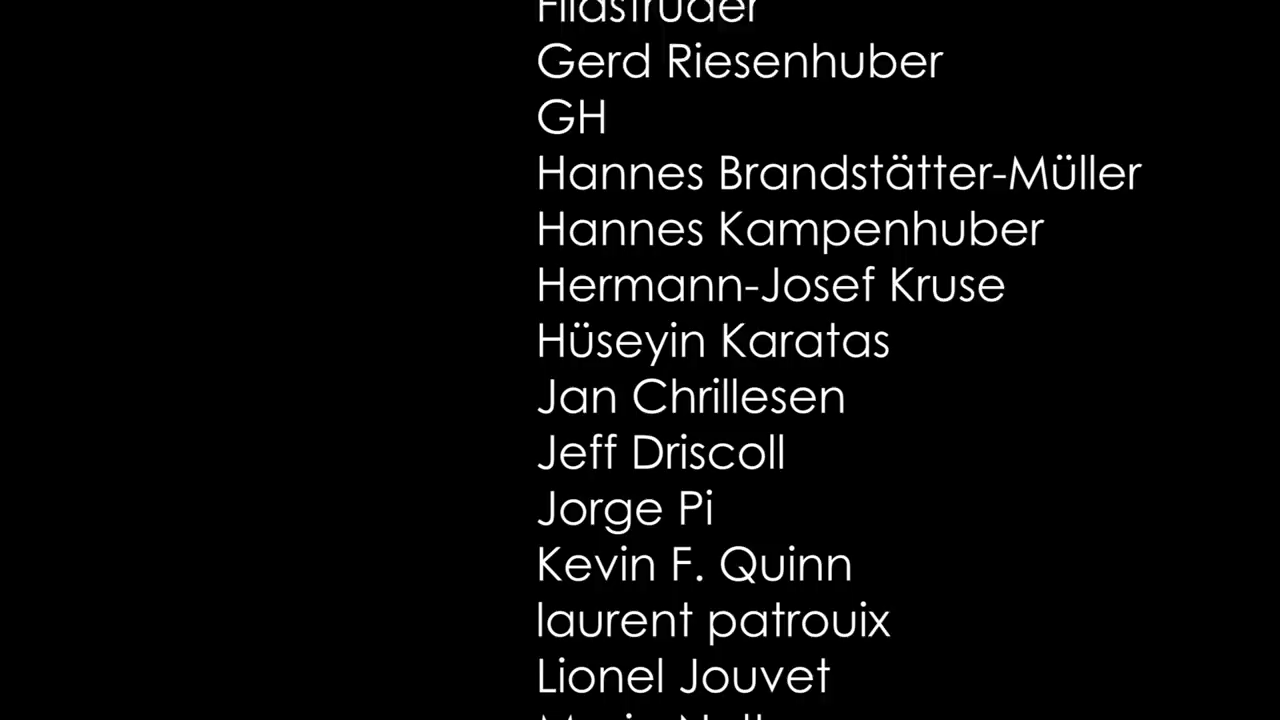 Filastruder
Gerd Riesenhuber
GH
Hannes Brandstätter-Müller
Hannes Kampenhuber
Hermann-Josef Kruse
Hüseyin Karatas
Jan Chrillesen
Jeff Driscoll
Jorge Pi
Kevin F. Quinn
laurent patrouix
Lionel Jouvet